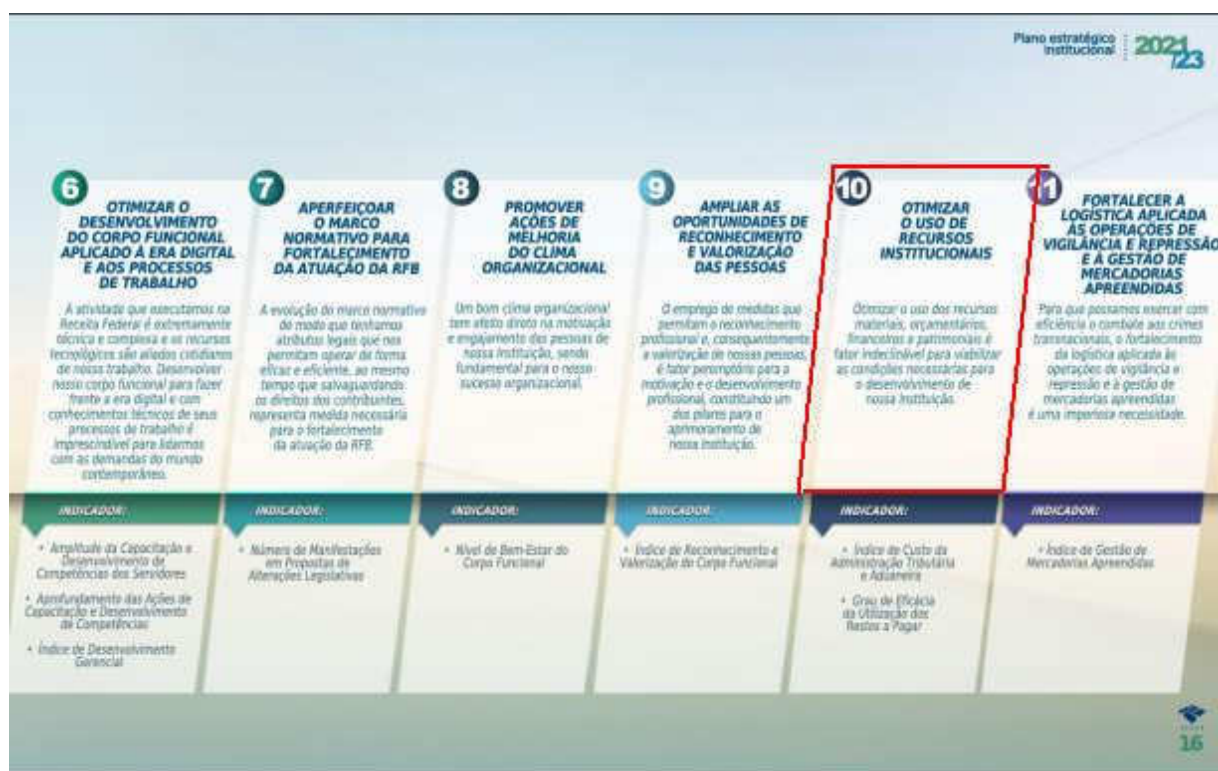 Plano estratégico
institucional
2021
/23
6
OTIMIZAR O
DESENVOLVIMENTO
DO CORPO FUNCIONAL
APLICADO À ERA DIGITAL
E AOS PROCESSOS
DE TRABALHO
A atividade que executamos na
Receita Federal é extremamente
técnica e complexa e os recursos
tecnológicos são aliados cotidianos
de nosso trabalho. Desenvolver
nosso corpo funcional para fazer
frente a era digital e com
conhecimentos técnicos de seus
processos de trabalho é
imprescindível para lidarmos
com as demandas do mundo
contemporâneo.
INDICADOR:
• Amplitude da Capacitação e
Desenvolvimento de
Competências dos Servidores
• Aprofundamento das Ações de
Capacitação e Desenvolvimento
de Competências
• Índice de Desenvolvimento
Gerencial
7
APERFEIÇOAR
O MARCO
NORMATIVO PARA
FORTALECIMENTO
DA ATUAÇÃO DA RFB
A evolução do marco normativo
de modo que tenhamos
atributos legais que nos
permitam operar de forma
eficaz e eficiente, ao mesmo
tempo que salvaguardando
os direitos dos contribuintes,
representa medida necessária
para o fortalecimento
da atuação da RFB.
INDICADOR:
• Número de Manifestações
em Propostas de
Alterações Legislativas
8
PROMOVER
AÇÕES DE
MELHORIA
DO CLIMA
ORGANIZACIONAL
Um bom clima organizacional
tem efeito direto na motivação
e engajamento das pessoas de
nossa Instituição, sendo
fundamental para o nosso
sucesso organizacional.
INDICADOR:
• Nível de Bem-Estar do
Corpo Funcional
9
AMPLIAR AS
OPORTUNIDADES DE
RECONHECIMENTO
E VALORIZAÇÃO
DAS PESSOAS
O emprego de medidas que
permitam o reconhecimento
profissional e, consequentemente
a valorização de nossas pessoas,
é fator peremptório para a
motivação e o desenvolvimento
profissional, constituindo um
dos pilares para o
aprimoramento de
nossa Instituição.
INDICADOR:
• Índice de Reconhecimento e
Valorização do Corpo Funcional
10
OTIMIZAR
O USO DE
RECURSOS
INSTITUCIONAIS
Otimizar o uso dos recursos
materiais, orçamentários,
financeiros e patrimoniais é
fator indeclinável para viabilizar
as condições necessárias para
o desenvolvimento de
nossa Instituição.
INDICADOR:
• Índice de Custo da
Administração Tributária
e Aduaneira
• Grau de Eficácia
da Utilização dos
Restos a Pagar
11
FORTALECER A
LOGÍSTICA APLICADA
ÀS OPERAÇÕES DE
VIGILÂNCIA E REPRESSÃO
E À GESTÃO DE
MERCADORIAS
APREENDIDAS
Para que possamos exercer com
eficiência o combate aos crimes
transnacionais, o fortalecimento
da logística aplicada às
operações de vigilância e
repressão e à gestão de
mercadorias apreendidas
é uma imperiosa necessidade.
INDICADOR:
• Índice de Gestão de
Mercadorias Apreendidas
16